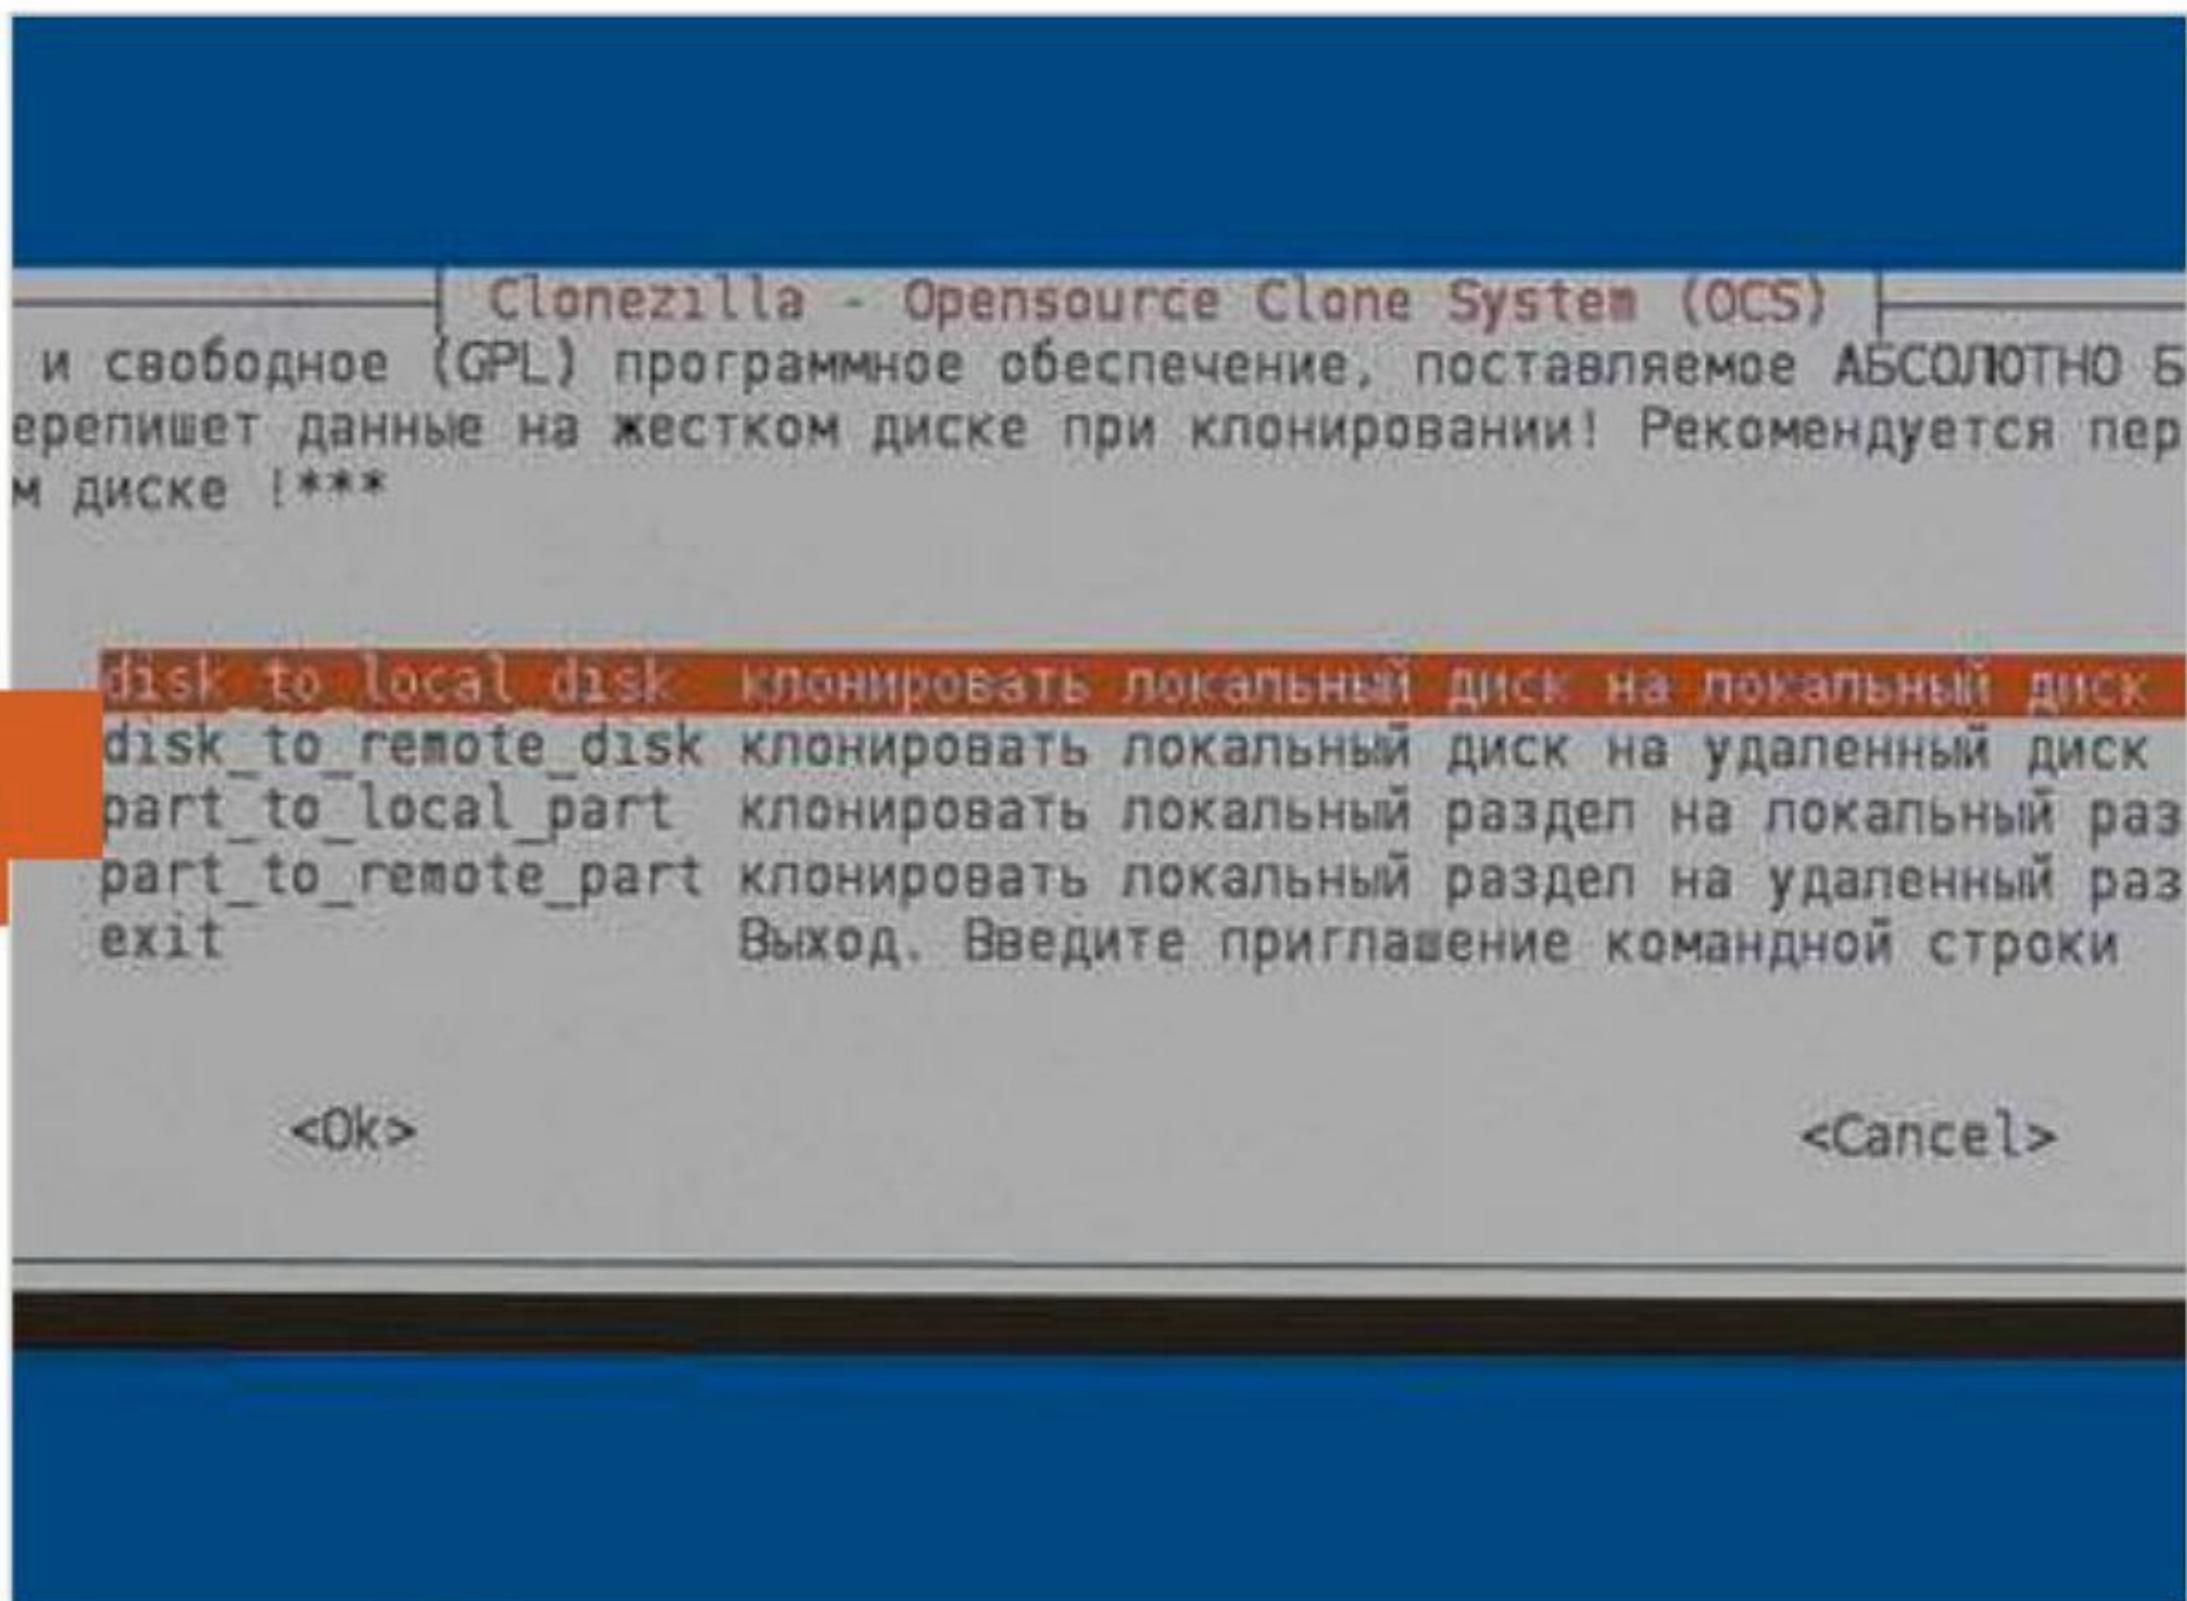 Clonezilla - Opensource Clone System (OCS)
и свободное (GPL) программное обеспечение, поставляемое АБСОЛЮТНО Б
ерепишет данные на жестком диске при клонировании! Рекомендуется пер
м диске !***
disk_to_local_disk клонировать локальный диск на локальный диск
disk_to_remote_disk клонировать локальный диск на удаленный диск
part_to_local_part клонировать локальный раздел на локальный раз
part_to_remote_part клонировать локальный раздел на удаленный раз
exit Выход. Введите приглашение командной строки
<Ok>
<Cancel>